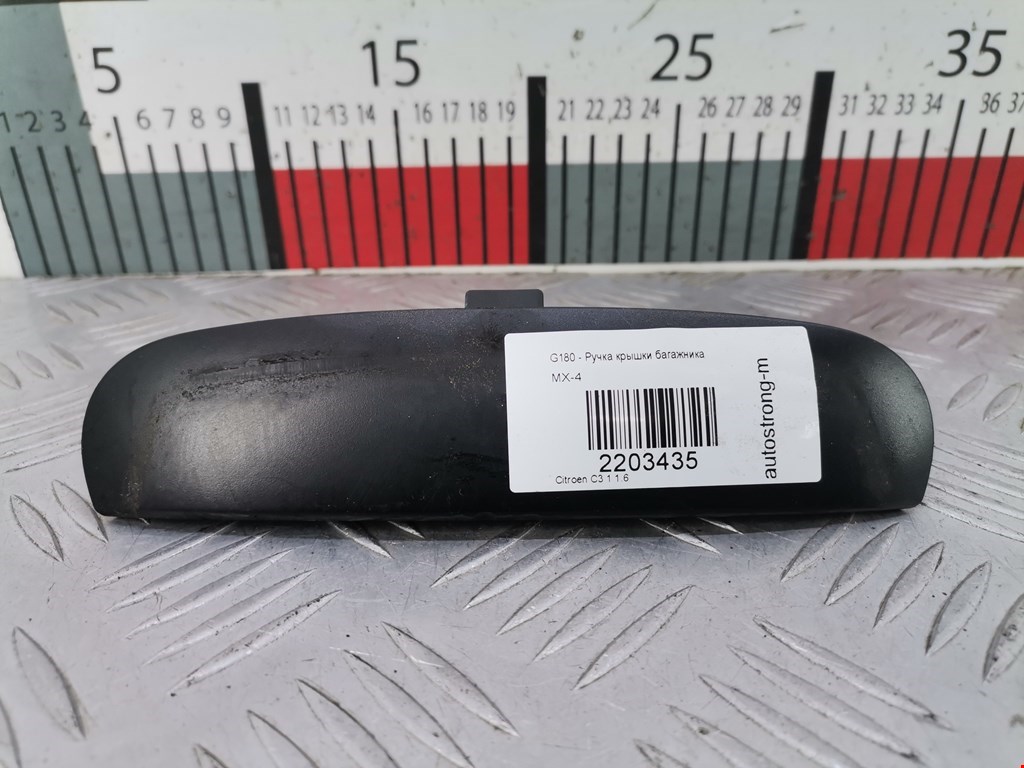 5 15 25 35
1 2 3 4 6 7 8 9 11 12 13 14 16 17 18 19 21 22 23 24 26 27 28 29 31 32 33 34 36 37
G180 - Ручка крышки багажника
MX-4
2203435
Citroen C3 1 1.6
autostrong-m